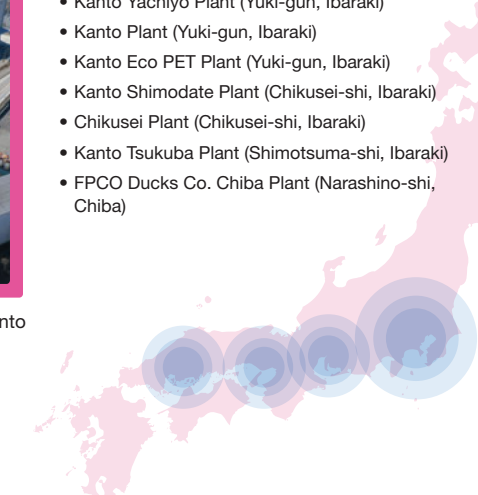 • Kanto Yachiyo Plant (Yuki-gun, Ibaraki)
• Kanto Plant (Yuki-gun, Ibaraki)
• Kanto Eco PET Plant (Yuki-gun, Ibaraki)
• Kanto Shimodate Plant (Chikusei-shi, Ibaraki)
• Chikusei Plant (Chikusei-shi, Ibaraki)
• Kanto Tsukuba Plant (Shimotsuma-shi, Ibaraki)
• FPCO Ducks Co. Chiba Plant (Narashino-shi,
Chiba)